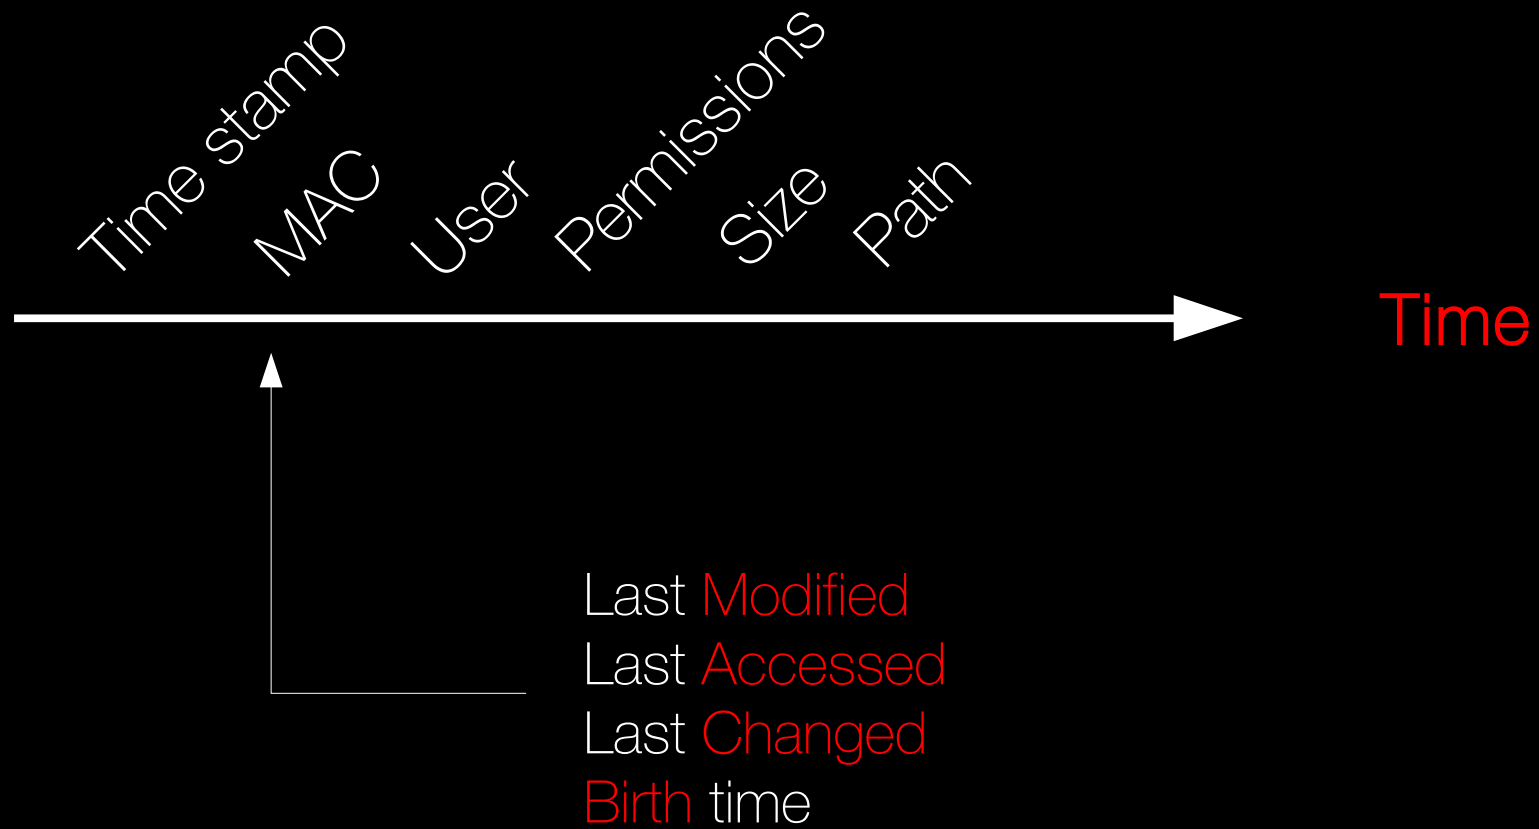 Time stamp
MAC
User
Permissions
Size
Path
Time
Last Modified
Last Accessed
Last Changed
Birth time